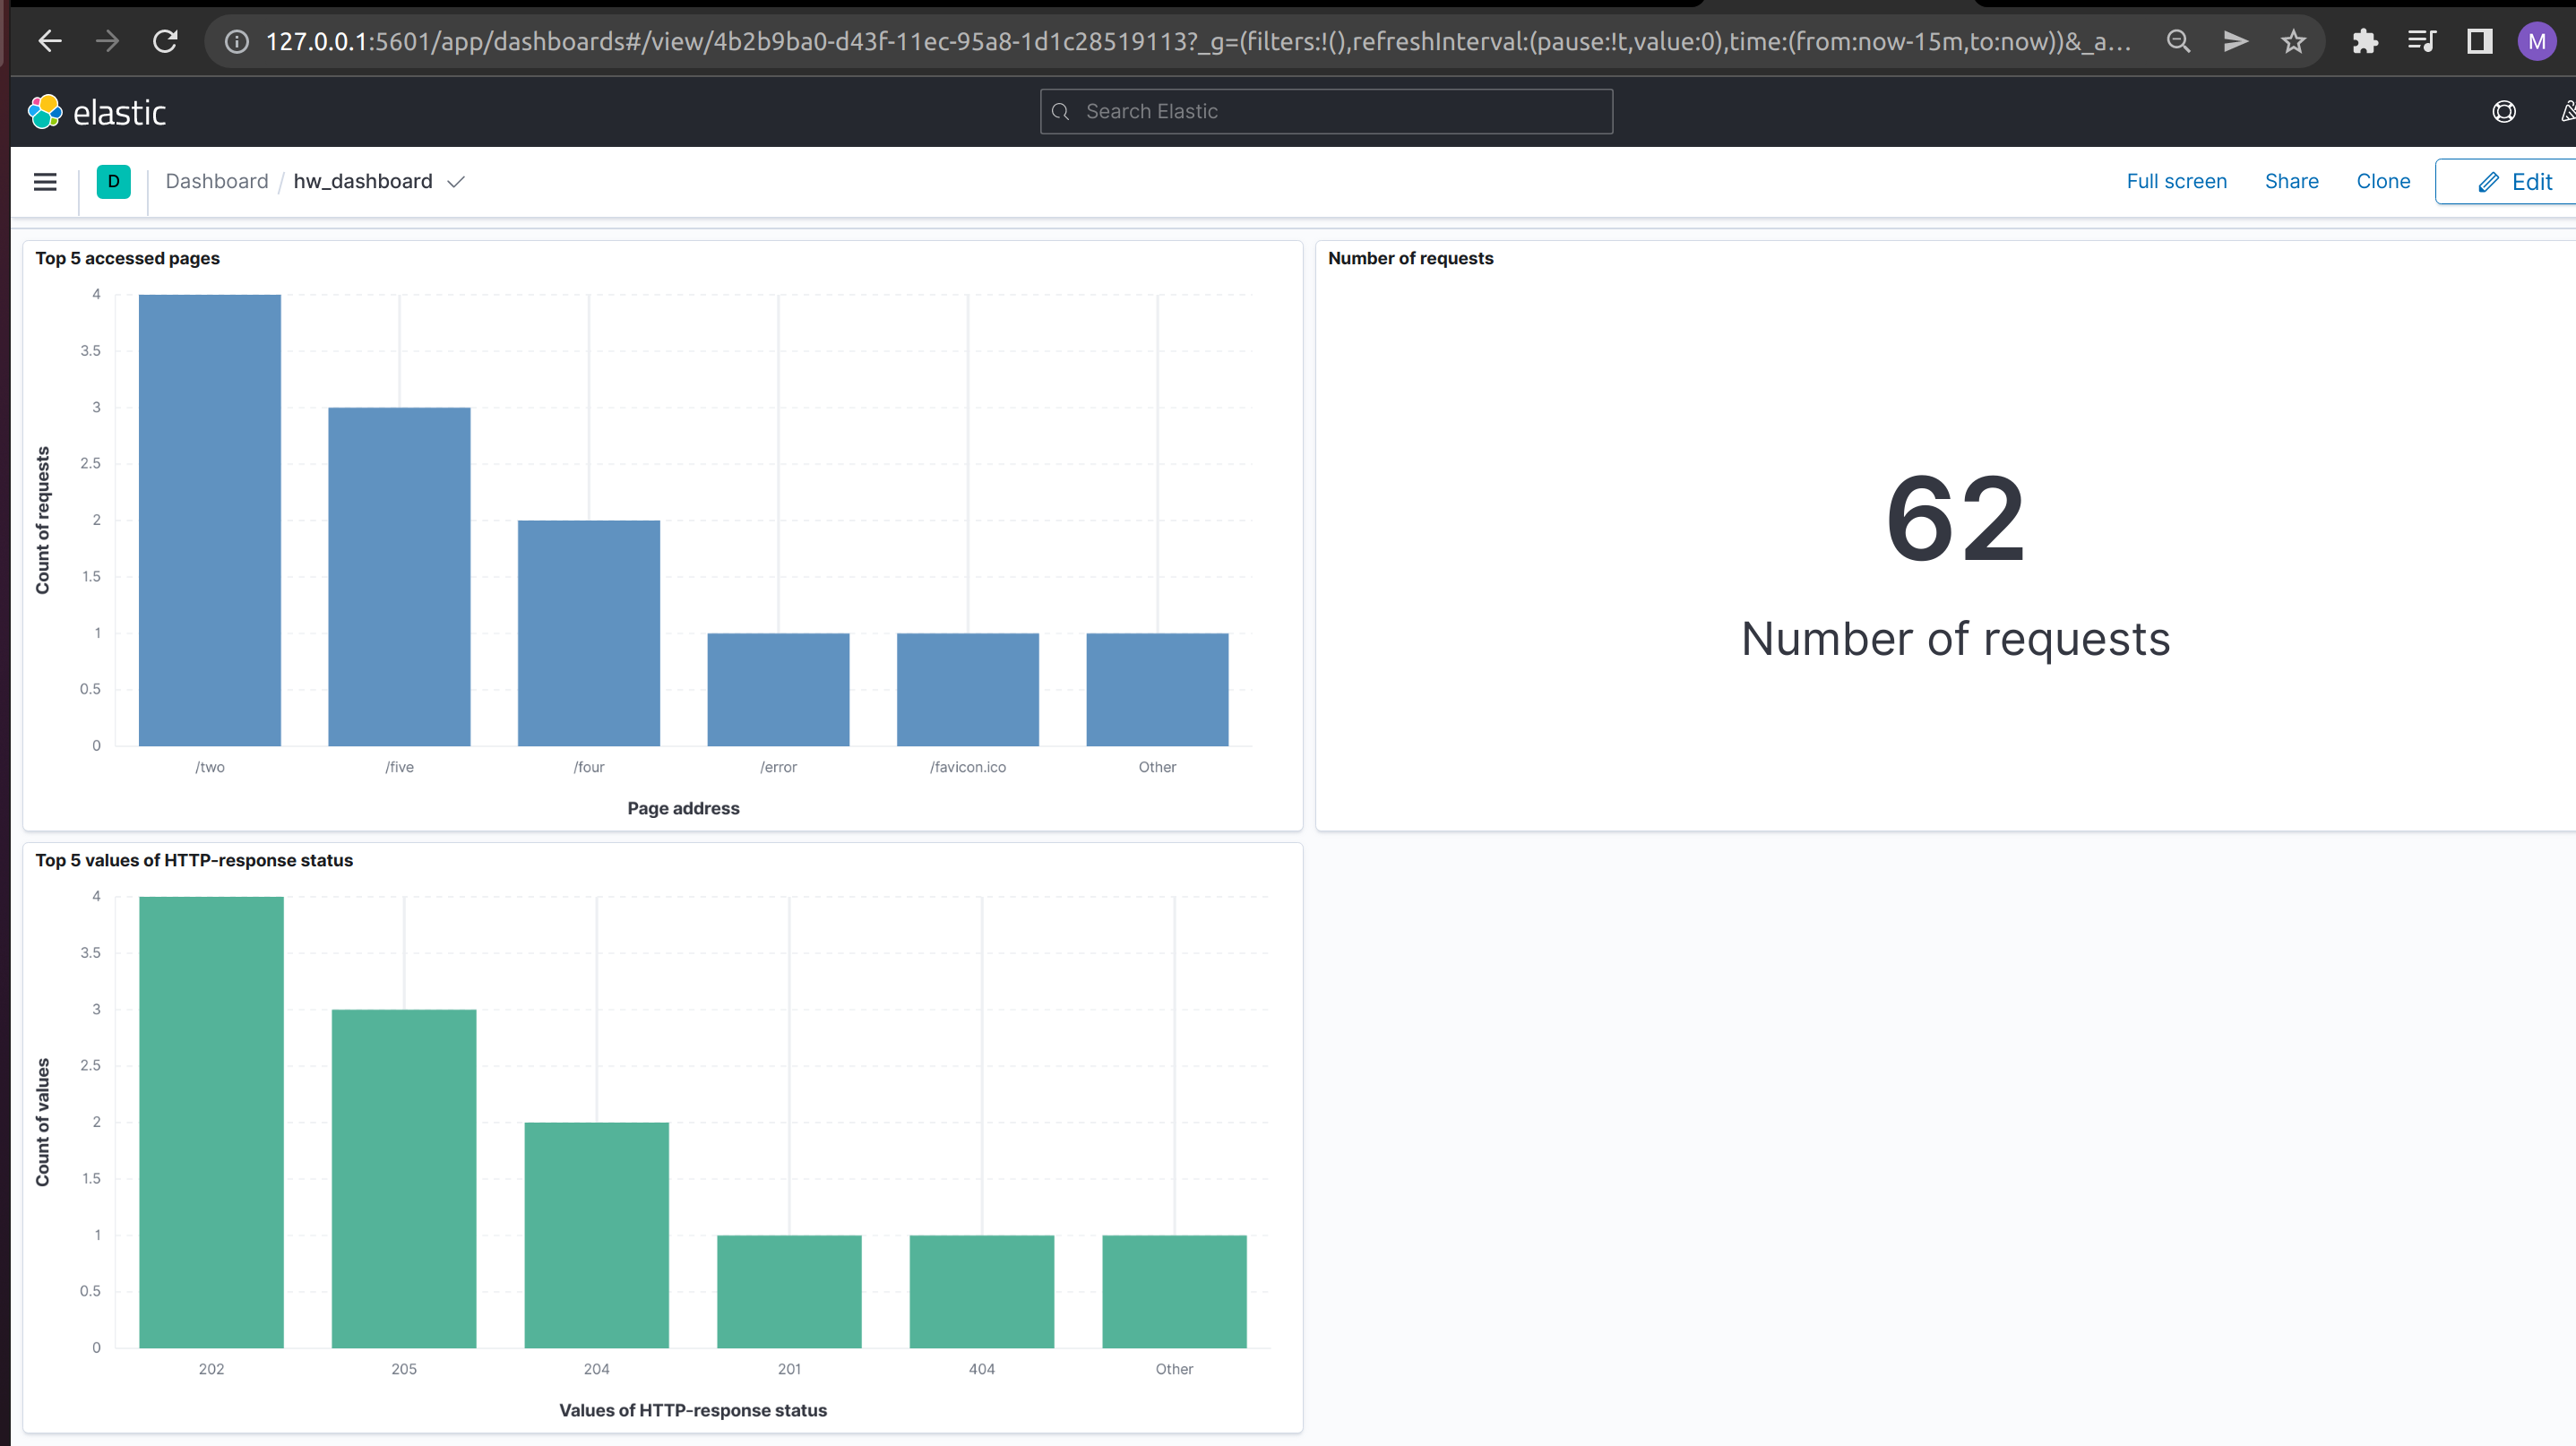 127.0.0.1:5601/app/dashboards#/view/4b2b9ba0-d43f-11ec-95a8-1d1c28519113?_g=(filters:!(),refreshInterval:(pause:!t,value:0),time:(from:now-15m,to:now))&_a...
M
elastic
Search Elastic
D
Dashboard / hw_dashboard
Full screen
Share
Clone
Edit
Top 5 accessed pages
4
3.5
3
2.5
2
1.5
1
0.5
0
Count of requests
/two
/five
/four
/error
/favicon.ico
Other
Page address
Number of requests
62
Number of requests
Top 5 values of HTTP-response status
4
3.5
3
2.5
2
1.5
1
0.5
0
Count of values
202
205
204
201
404
Other
Values of HTTP-response status